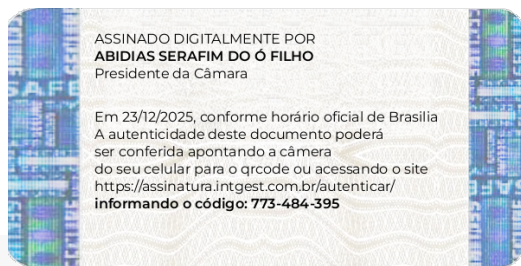 ASSINADO DIGITALMENTE POR
ABIDIAS SERAFIM DO Ó FILHO
Presidente da Câmara
Em 23/12/2025, conforme horário oficial de Brasilia
A autenticidade deste documento poderá
ser conferida apontando a câmera
do seu celular para o qrcode ou acessando o site
https://assinatura.intgest.com.br/autenticar/
informando o código: 773-484-395